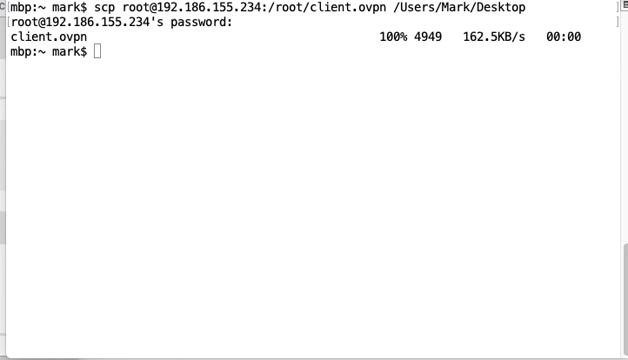 [mbp:~ mark$ scp root@192.186.155.234:/root/client.ovpn /Users/Mark/Desktop ]
[root@192.186.155.234's password: ]
client.ovpn 100% 4949 162.5KB/s 00:00
mbp:~ mark$